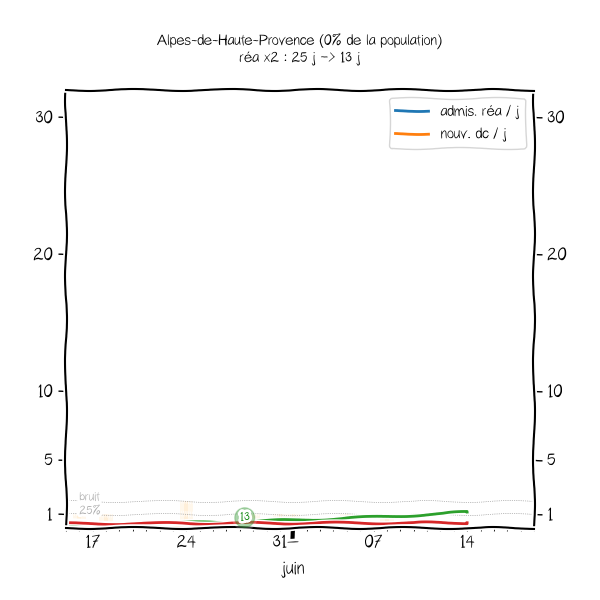 Alpes-de-Haute-Provence (0% de la population)
réa x2 : 25 j -> 13 j
admis. réa / j
nouv. dc / j
30
30
20
20
10
10
5
5
bruit
25%
1
1
13
17
24
31
07
14
juin